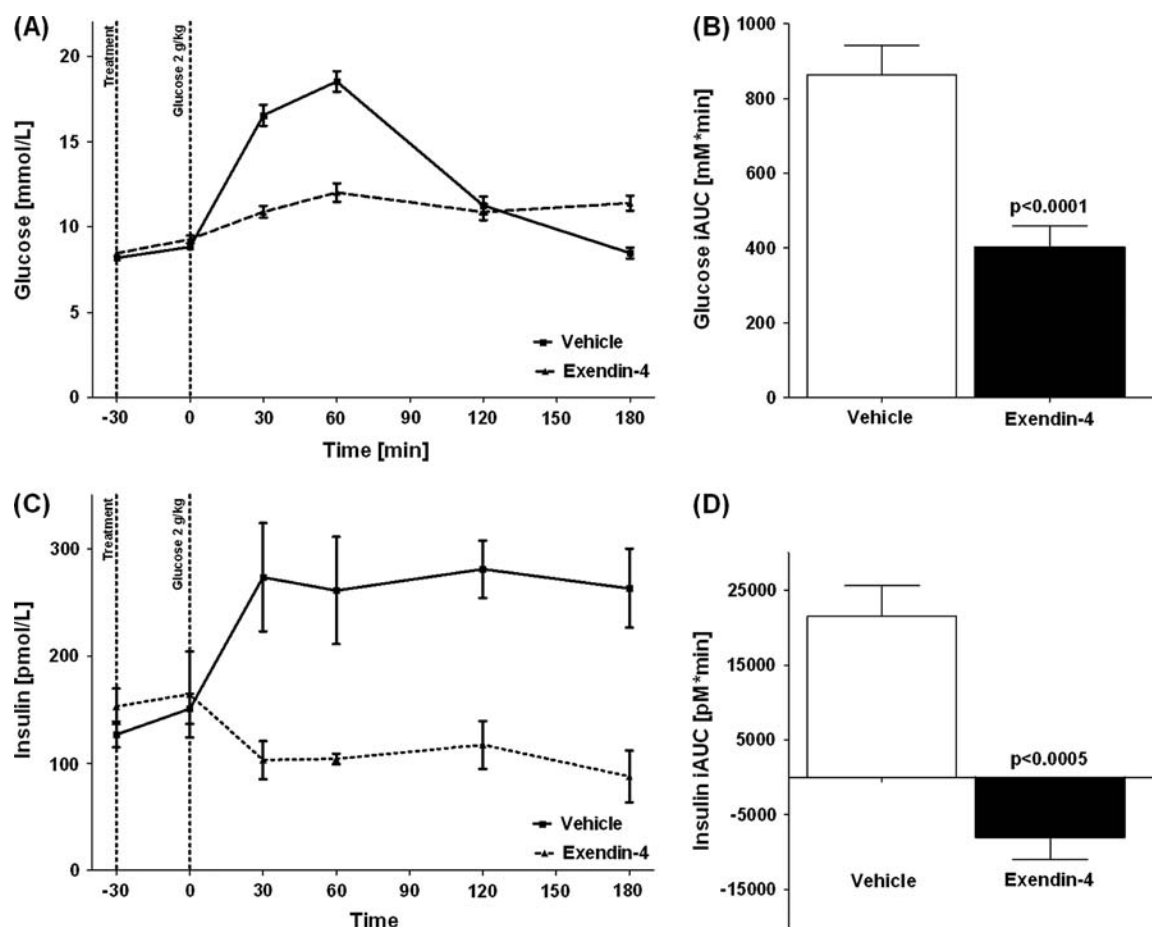 (A)
20
15
10
5
0
Glucose [mmol/L]
Treatment
Glucose 2 g/kg
Vehicle
Exendin-4
-30 0 30 60 90 120 150 180
Time [min]
(B)
1000
800
600
400
200
0
Glucose iAUC [mM*min]
p<0.0001
Vehicle Exendin-4
(C)
300
200
100
0
Insulin [pmol/L]
Treatment
Glucose 2 g/kg
Vehicle
Exendin-4
-30 0 30 60 90 120 150 180
Time
(D)
25000
15000
5000
-5000
-15000
Insulin iAUC [pM*min]
p<0.0005
Vehicle Exendin-4